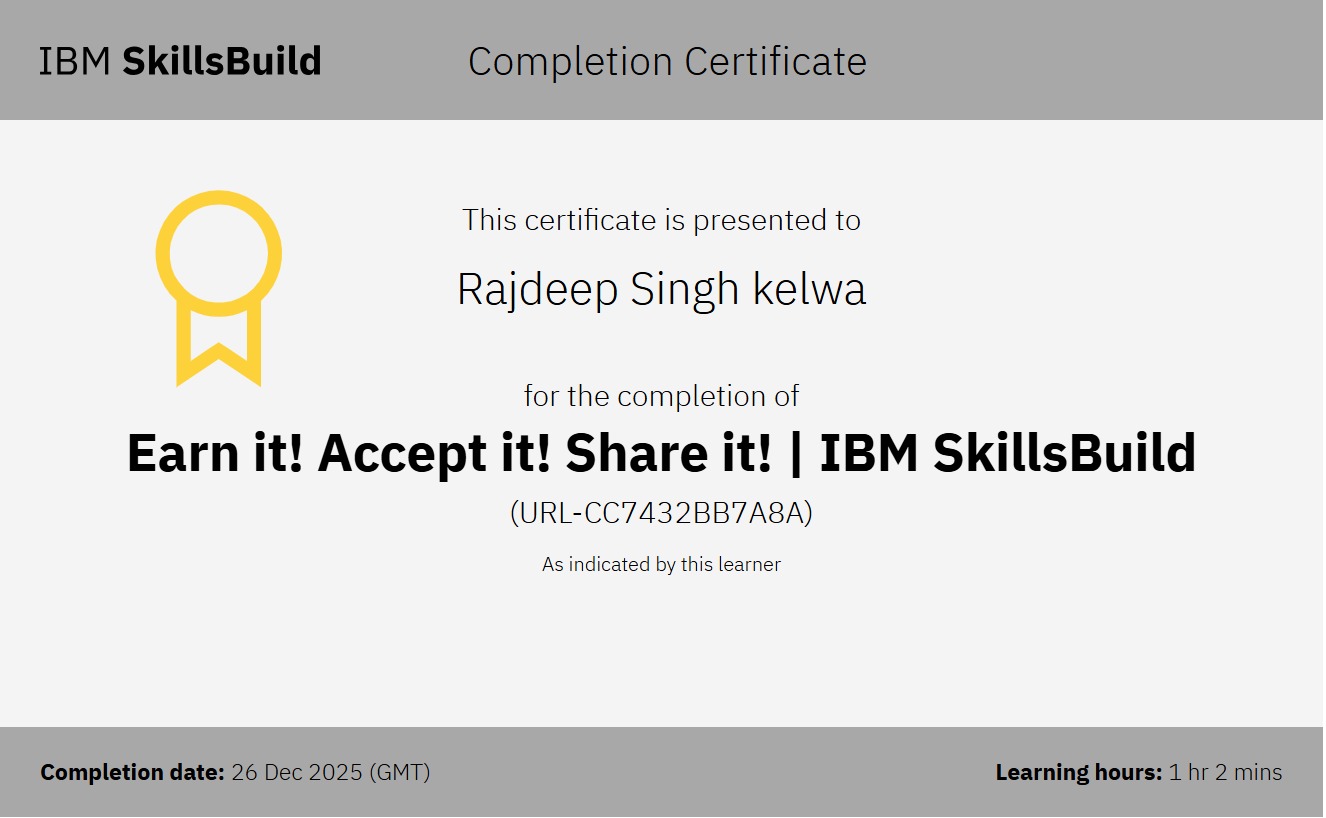 IBM SkillsBuild
Completion Certificate
This certificate is presented to
Rajdeep Singh kelwa
for the completion of
Earn it! Accept it! Share it! | IBM SkillsBuild
(URL-CC7432BB7A8A)
As indicated by this learner
Completion date: 26 Dec 2025 (GMT)
Learning hours: 1 hr 2 mins